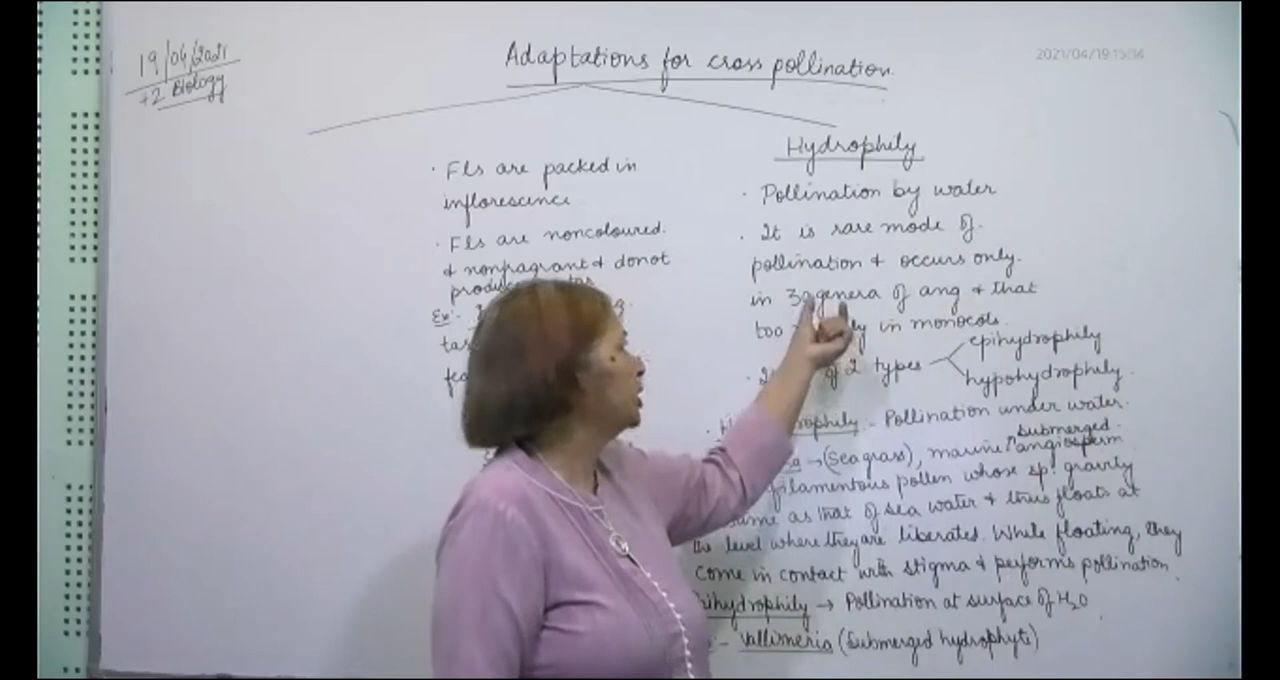 19/04/2021
+2 Biology
2021/04/19 15:34
Adaptations for cross pollination
· Fls are packed in
inflorescence
· Fls are noncoloured
& nonfragrant & donot
Ex:-
Hydrophily
· Pollination by water
· It is rare mode of
pollination & occurs only
in 30 genera of ang & that
too in monocots.
of 2 types
epihydrophily
hypohydrophily.
- Pollination under water.
submerged
→ (Seagrass), marine angiosperm
filamentous pollen whose sp. gravity
same as that of sea water & thus floats at
the level where they are liberated. While floating, they
come in contact with stigma & performs pollination.
→ Pollination at surface of H₂O
- Vallisneria (Submerged hydrophyte)